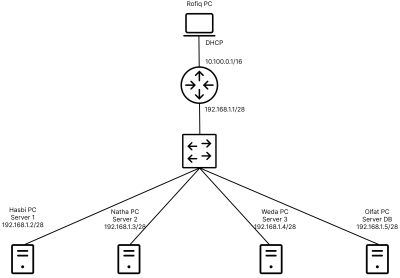 Rofiq PC
DHCP
10.100.0.1/16
192.168.1.1/28
Hasbi PC
Server 1
192.168.1.2/28
Natha PC
Server 2
192.168.1.3/28
Weda PC
Server 3
192.168.1.4/28
Olfat PC
Server DB
192.168.1.5/28